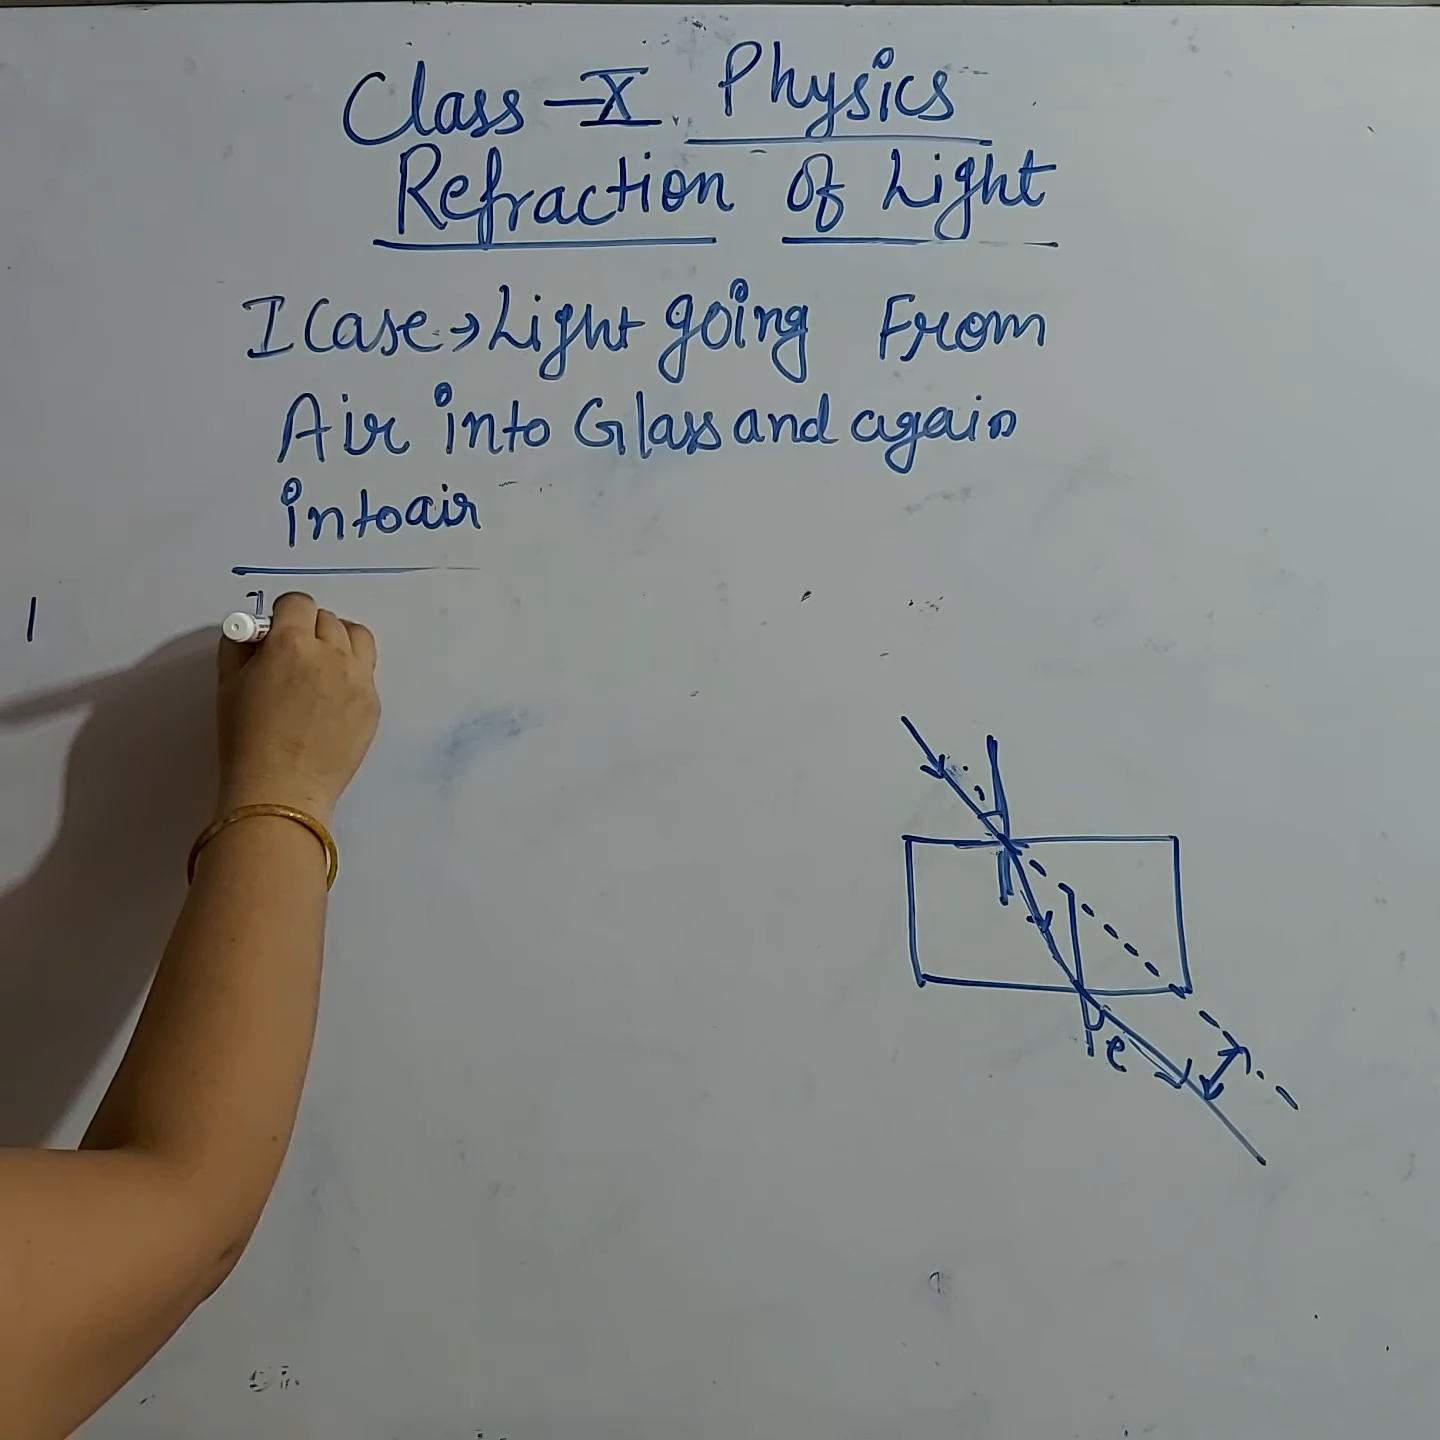 Class - X Physics
Refraction of Light
I Case → Light going From
Air into Glass and again
into air
e